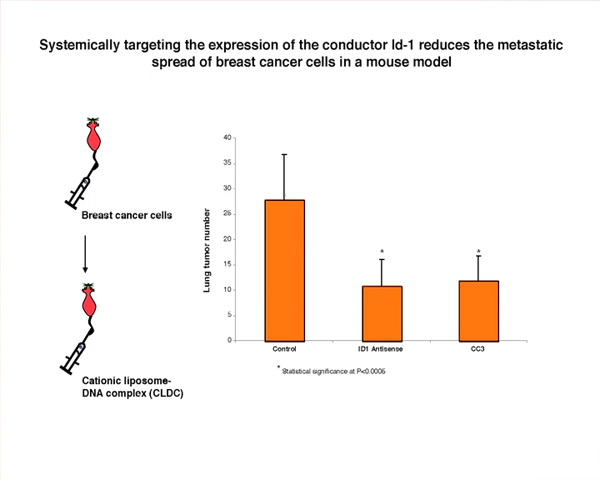 Systemically targeting the expression of the conductor Id-1 reduces the metastatic
spread of breast cancer cells in a mouse model
Breast cancer cells
Cationic liposome-
DNA complex (CLDC)
Lung tumor number
40
35
30
25
20
15
10
5
0
*
*
Control
ID1 Antisense
CC3
* Statistical significance at P<0.0005